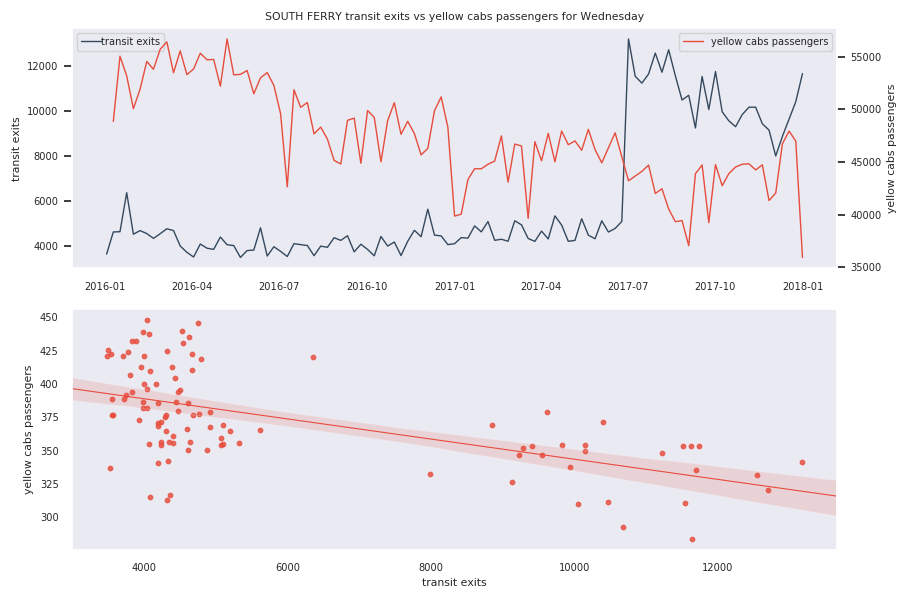 SOUTH FERRY transit exits vs yellow cabs passengers for Wednesday
transit exits
yellow cabs passengers
12000
10000
8000
6000
4000
transit exits
55000
50000
45000
40000
35000
yellow cabs passengers
2016-01 2016-04 2016-07 2016-10 2017-01 2017-04 2017-07 2017-10 2018-01
450
425
400
375
350
325
300
yellow cabs passengers
4000 6000 8000 10000 12000
transit exits